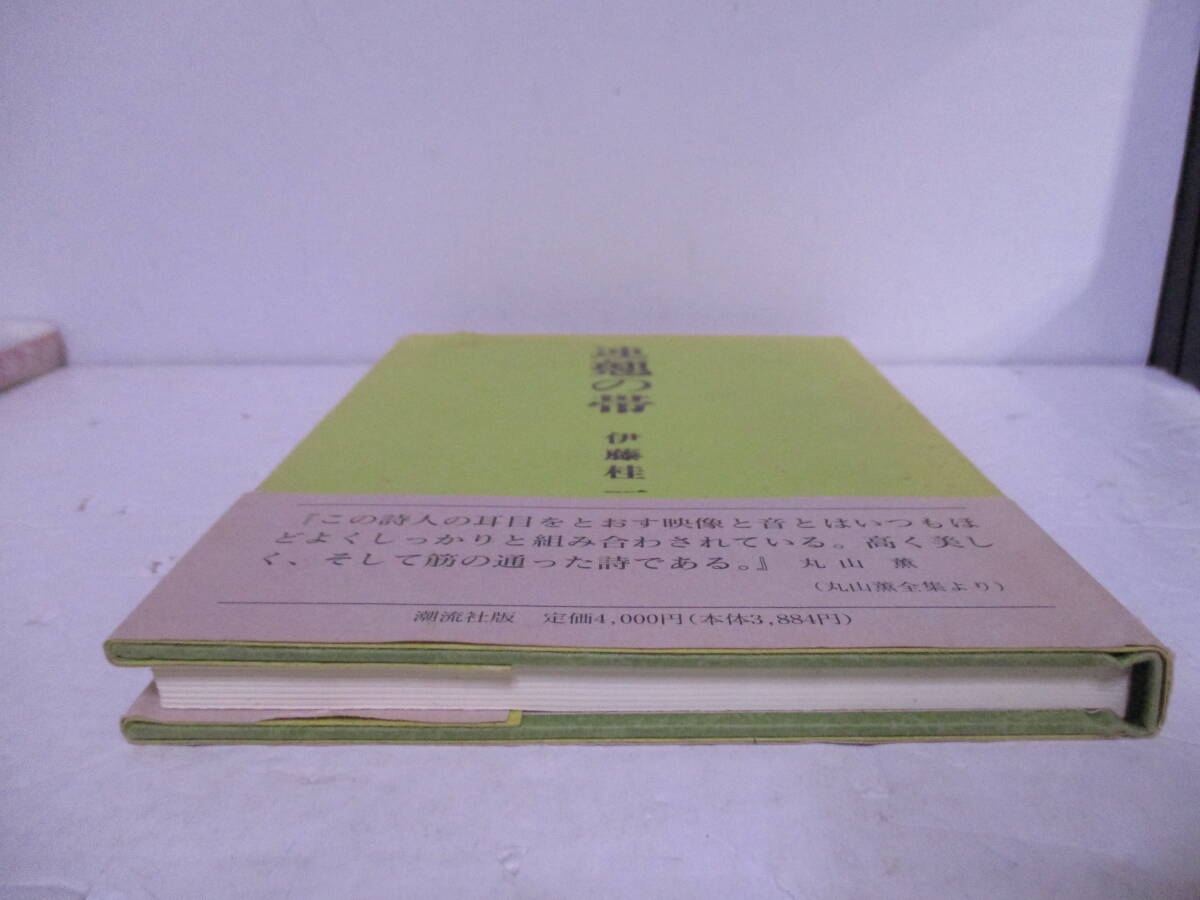 連翹の帯
伊藤桂一
『この詩人の耳目をとおす映像と音とはいつもほ
どよくしっかりと組み合わされている。高く美し
く、そして筋の通った詩である。』 丸山 薫
(丸山薫全集より)
潮流社版 定価4,000円(本体3,884円)